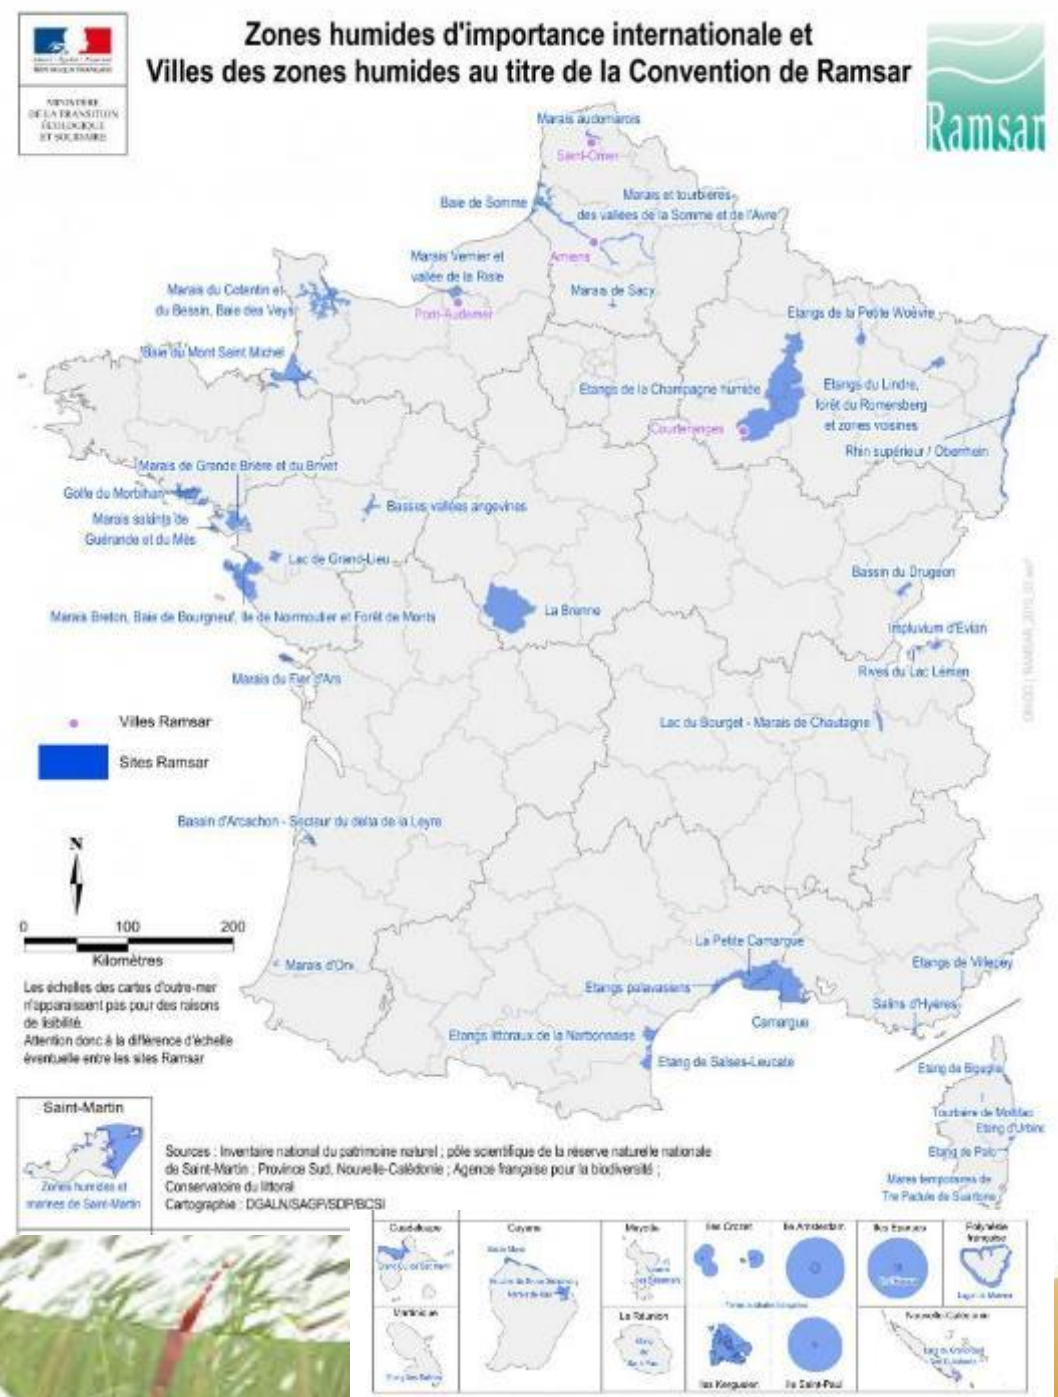 Zones humides d'importance internationale et
Villes des zones humides au titre de la Convention de Ramsar
RÉPUBLIQUE FRANÇAISE
MINISTÈRE
DE LA TRANSITION
ÉCOLOGIQUE
ET SOLIDAIRE
Ramsar
Marais audomarois
Saint-Omer
Baie de Somme
Marais et tourbières
des vallées de la Somme et de l'Avre
Amiens
Marais Vernier et
vallée de la Risle
Pont-Audemer
Marais de Sacy
Marais du Cotentin et
du Bessin, Baie des Veys
Baie du Mont Saint Michel
Etangs de la Petite Woëvre
Etangs de la Champagne humide
Etangs du Lindre,
forêt du Romersberg
et zones voisines
Courteranges
Rhin supérieur / Oberrhein
Marais de Grande Brière et du Brivet
Golfe du Morbihan
Marais salants de
Guérande et du Mès
Basses vallées angevines
Lac de Grand-Lieu
Bassin du Drugeon
Marais Breton, Baie de Bourgneuf, Ile de Noirmoutier et Forêt de Monts
La Brenne
Impluvium d'Evian
Rives du Lac Léman
Marais du Fier d'Ars
Villes Ramsar
Sites Ramsar
Lac du Bourget - Marais de Chautagne
Bassin d'Arcachon - Secteur du delta de la Leyre
N
0 100 200
Kilomètres
Les échelles des cartes d'outre-mer
n'apparaissent pas pour des raisons
de lisibilité.
Attention donc à la différence d'échelle
éventuelle entre les sites Ramsar
Marais d'Orx
La Petite Camargue
Etangs palavasiens
Camargue
Etangs de Villepey
Salins d'Hyères
Etangs littoraux de la Narbonnaise
Etang de Salses-Leucate
Etang de Biguglia
Tourbière de Moltifao
Etang d'Urbino
Etang de Palo
Mares temporaires de
Tre Padule de Suartone
Saint-Martin
Zones humides et
marines de Saint-Martin
Sources : Inventaire national du patrimoine naturel ; pôle scientifique de la réserve naturelle nationale
de Saint-Martin ; Province Sud, Nouvelle-Calédonie ; Agence française pour la biodiversité ;
Conservatoire du littoral
Cartographie : DGALN/SAGP/SDP/BCSI
Guadeloupe
Guyane
Mayotte
Iles Crozet
Ile Amsterdam
Iles Eparses
Polynésie
française
Martinique
La Réunion
Iles Kerguelen
Ile Saint-Paul
Nouvelle-Calédonie